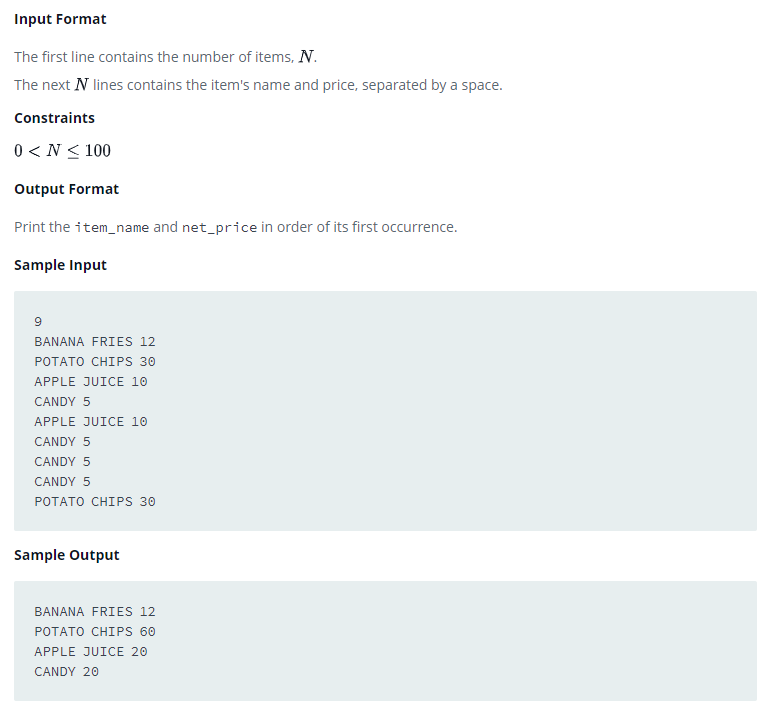 Input Format
The first line contains the number of items, N.
The next N lines contains the item's name and price, separated by a space.
Constraints
0 < N ≤ 100
Output Format
Print the item_name and net_price in order of its first occurrence.
Sample Input
9
BANANA FRIES 12
POTATO CHIPS 30
APPLE JUICE 10
CANDY 5
APPLE JUICE 10
CANDY 5
CANDY 5
CANDY 5
POTATO CHIPS 30
Sample Output
BANANA FRIES 12
POTATO CHIPS 60
APPLE JUICE 20
CANDY 20